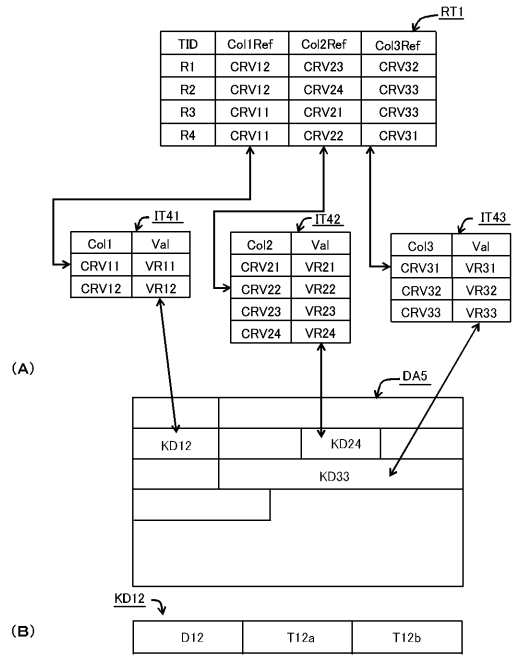 RT1
TID Col1Ref Col2Ref Col3Ref
R1 CRV12 CRV23 CRV32
R2 CRV12 CRV24 CRV33
R3 CRV11 CRV21 CRV33
R4 CRV11 CRV22 CRV31
IT41
Col1 Val
CRV11 VR11
CRV12 VR12
IT42
Col2 Val
CRV21 VR21
CRV22 VR22
CRV23 VR23
CRV24 VR24
IT43
Col3 Val
CRV31 VR31
CRV32 VR32
CRV33 VR33
(A)
DA5
KD12 KD24
KD33
KD12
(B)
D12 T12a T12b